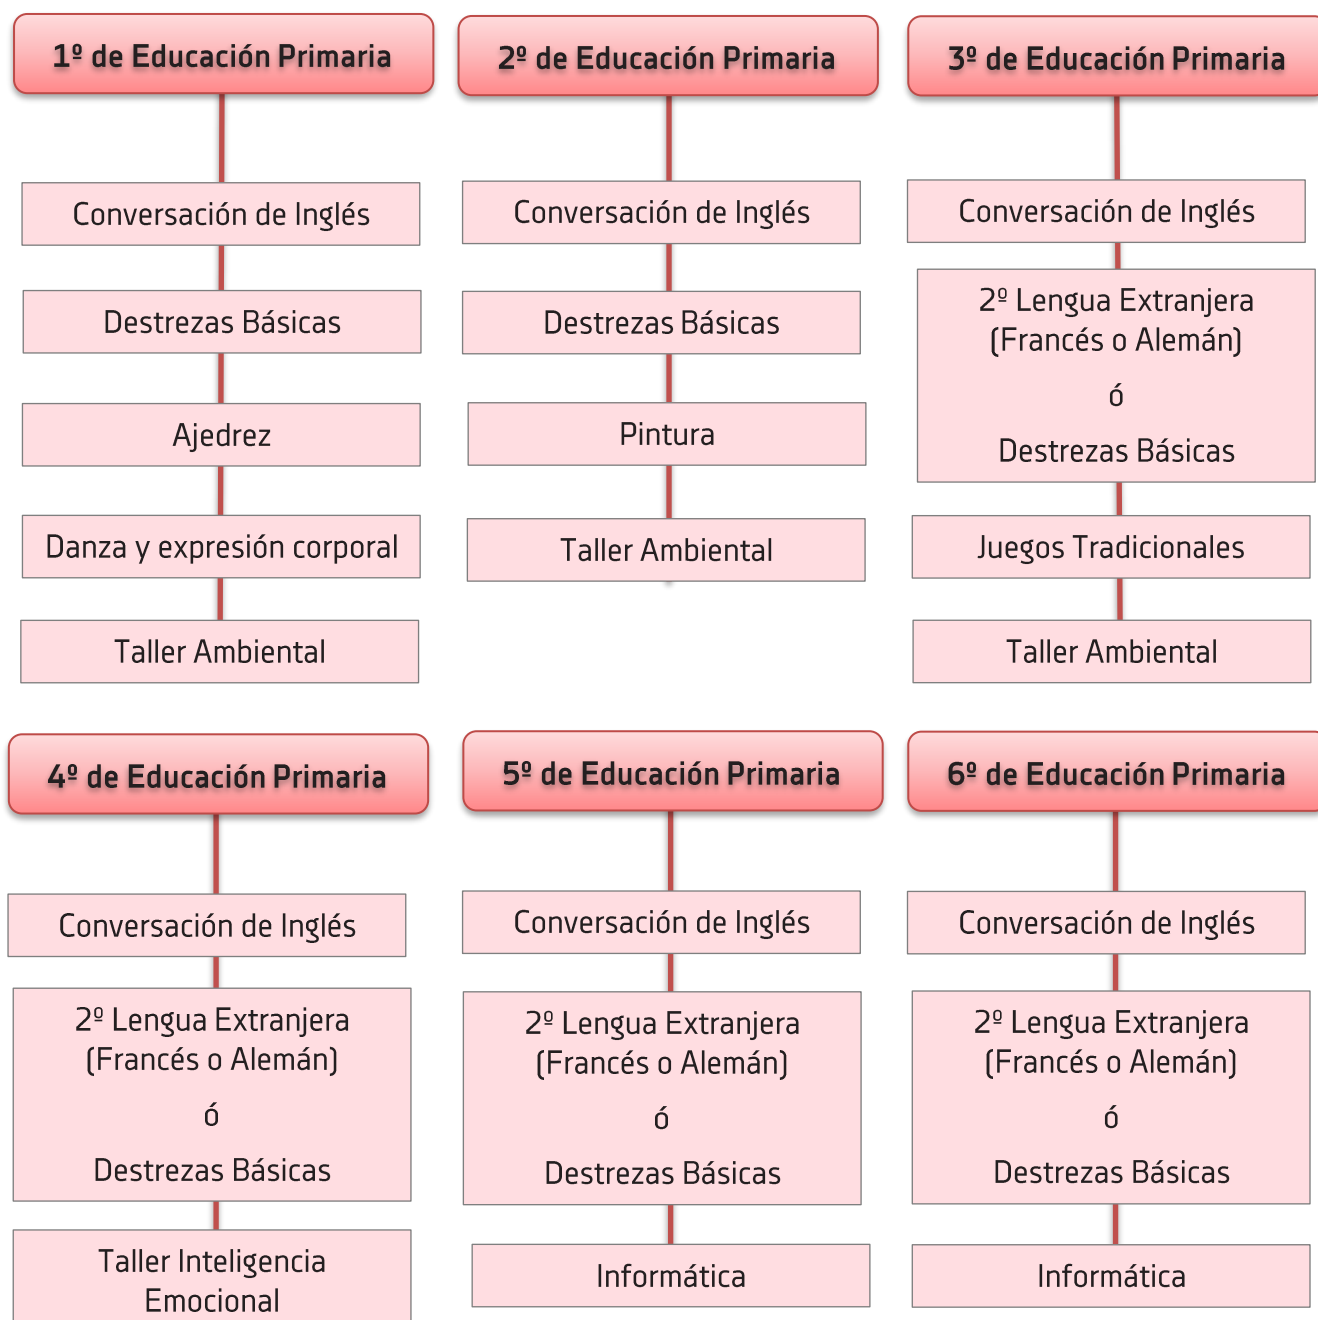 1º de Educación Primaria
Conversación de Inglés
Destrezas Básicas
Ajedrez
Danza y expresión corporal
Taller Ambiental
2º de Educación Primaria
Conversación de Inglés
Destrezas Básicas
Pintura
Taller Ambiental
3º de Educación Primaria
Conversación de Inglés
2º Lengua Extranjera
(Francés o Alemán)
ó
Destrezas Básicas
Juegos Tradicionales
Taller Ambiental
4º de Educación Primaria
Conversación de Inglés
2º Lengua Extranjera
(Francés o Alemán)
ó
Destrezas Básicas
Taller Inteligencia
Emocional
5º de Educación Primaria
Conversación de Inglés
2º Lengua Extranjera
(Francés o Alemán)
ó
Destrezas Básicas
Informática
6º de Educación Primaria
Conversación de Inglés
2º Lengua Extranjera
(Francés o Alemán)
ó
Destrezas Básicas
Informática